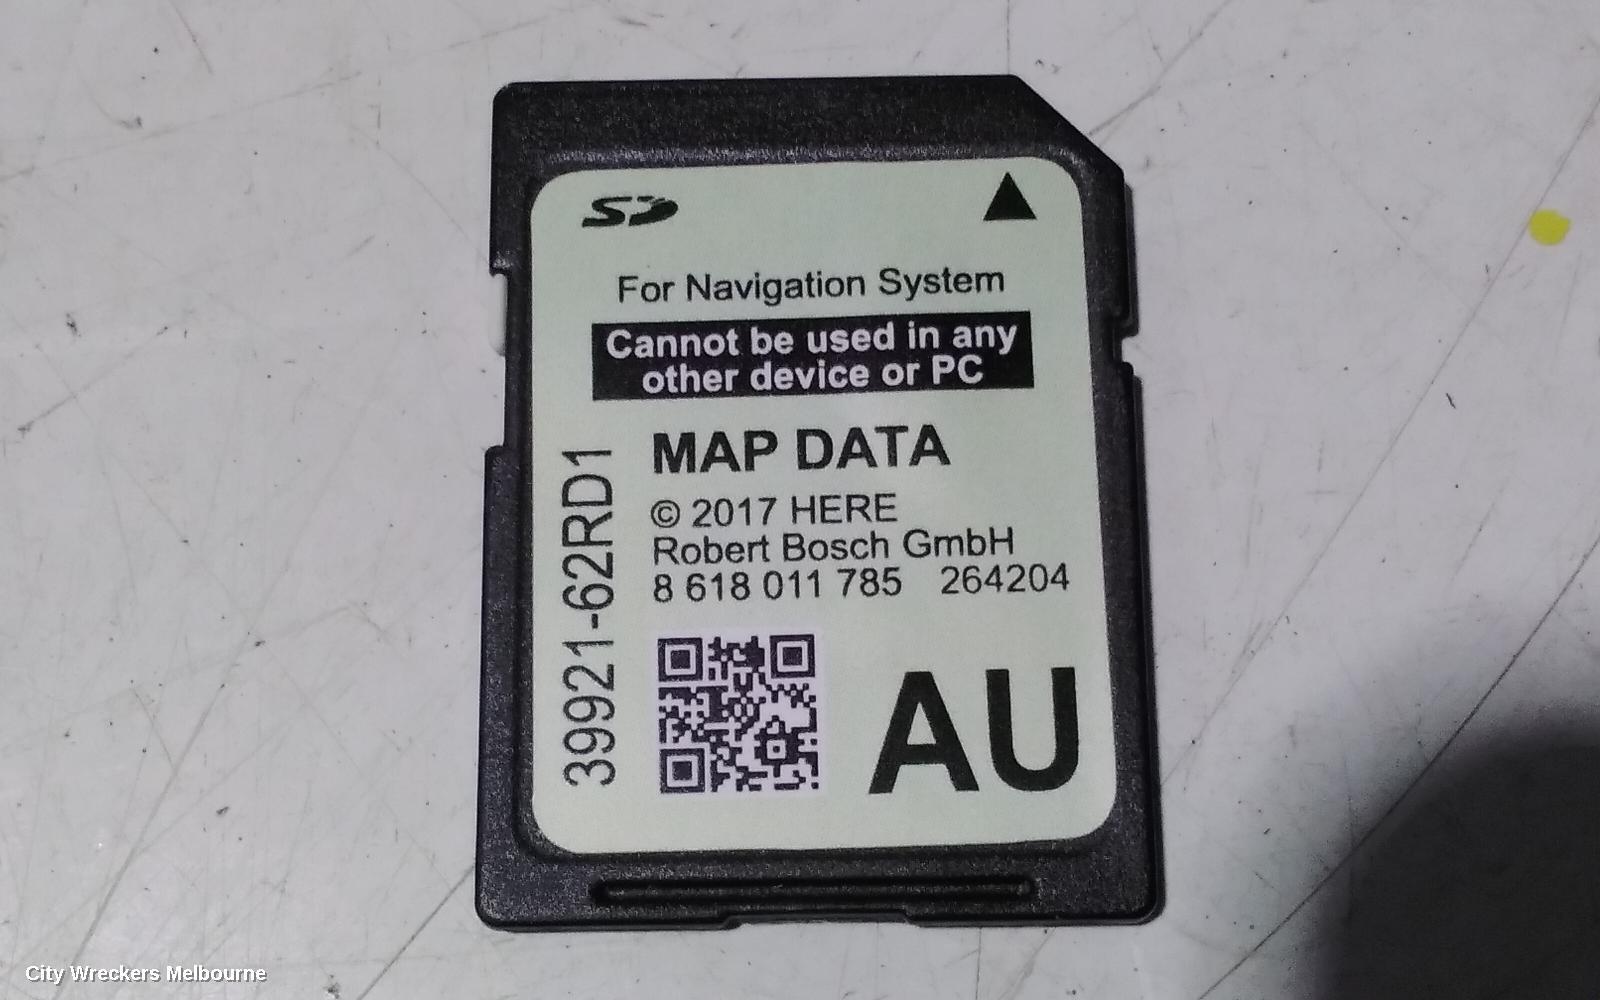 SD
For Navigation System
Cannot be used in any
other device or PC
MAP DATA
© 2017 HERE
Robert Bosch GmbH
8 618 011 785 264204
39921-62RD1
AU
City Wreckers Melbourne